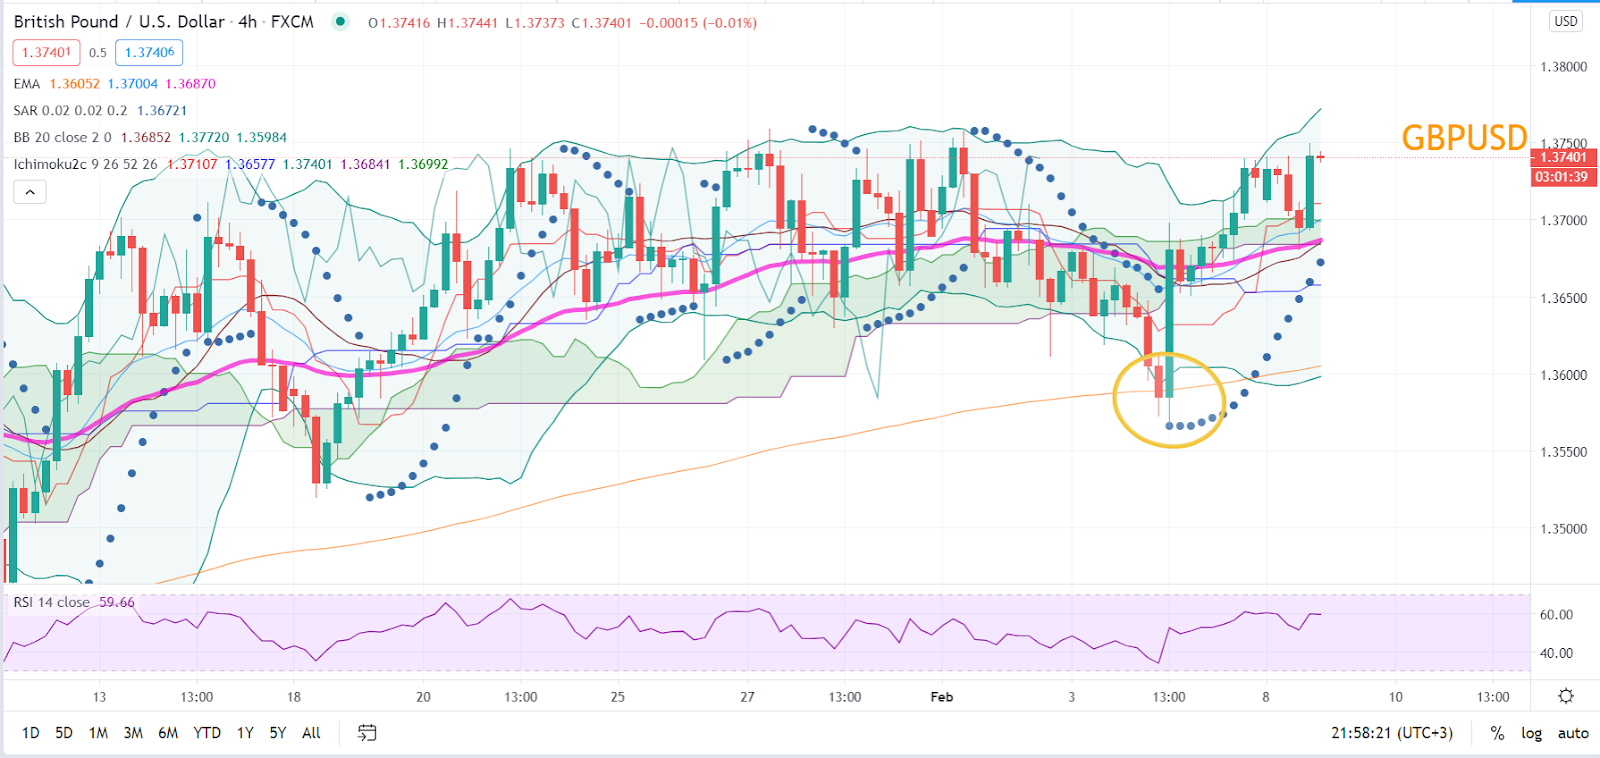 British Pound / U.S. Dollar · 4h · FXCM O1.37416 H1.37441 L1.37373 C1.37401 −0.00015 (−0.01%)
USD
1.37401 0.5 1.37406
EMA 1.36052 1.37004 1.36870
SAR 0.02 0.02 0.2 1.36721
BB 20 close 2 0 1.36852 1.37720 1.35984
Ichimoku2c 9 26 52 26 1.37107 1.36577 1.37401 1.36841 1.36992
GBPUSD
1.38000
1.37500
1.37401
03:01:39
1.37000
1.36500
1.36000
1.35500
1.35000
RSI 14 close 59.66
60.00
40.00
13 13:00 18 20 13:00 25 27 13:00 Feb 3 13:00 8 10 13:00
1D 5D 1M 3M 6M YTD 1Y 5Y All 21:58:21 (UTC+3) % log auto